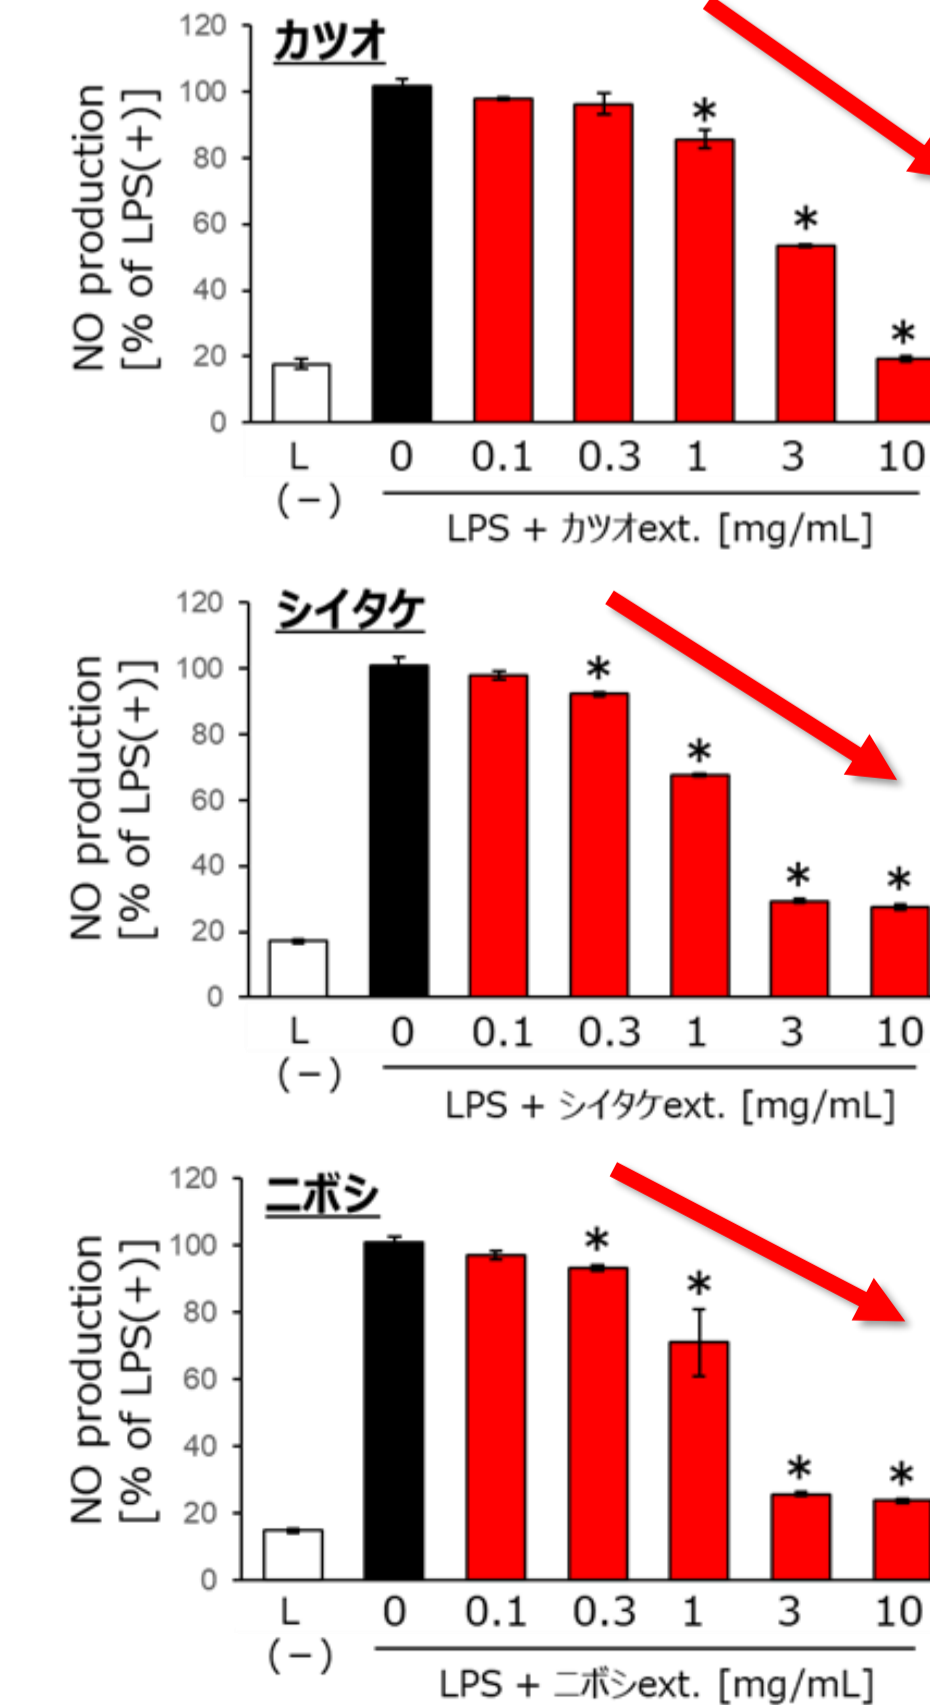 カツオ
NO production
[% of LPS(+)]
120
100
80
60
40
20
0
*
*
*
L
(−)
0 0.1 0.3 1 3 10
LPS + カツオext. [mg/mL]
シイタケ
NO production
[% of LPS(+)]
120
100
80
60
40
20
0
*
*
*
*
L
(−)
0 0.1 0.3 1 3 10
LPS + シイタケext. [mg/mL]
ニボシ
NO production
[% of LPS(+)]
120
100
80
60
40
20
0
*
*
*
*
L
(−)
0 0.1 0.3 1 3 10
LPS + ニボシext. [mg/mL]